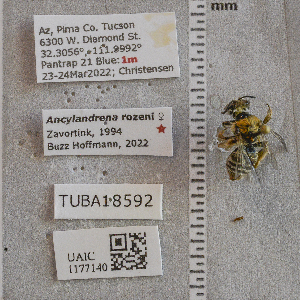 mm
Az, Pima Co. Tucson
6300 W. Diamond St.
32.3056°,-111.9992°
Pantrap 21 Blue:1m
23-24Mar2022; Christensen
Ancylandrena rozeni ♀
Zavortink, 1994
Buzz Hoffmann, 2022
TUBA18592
UAIC
1177140